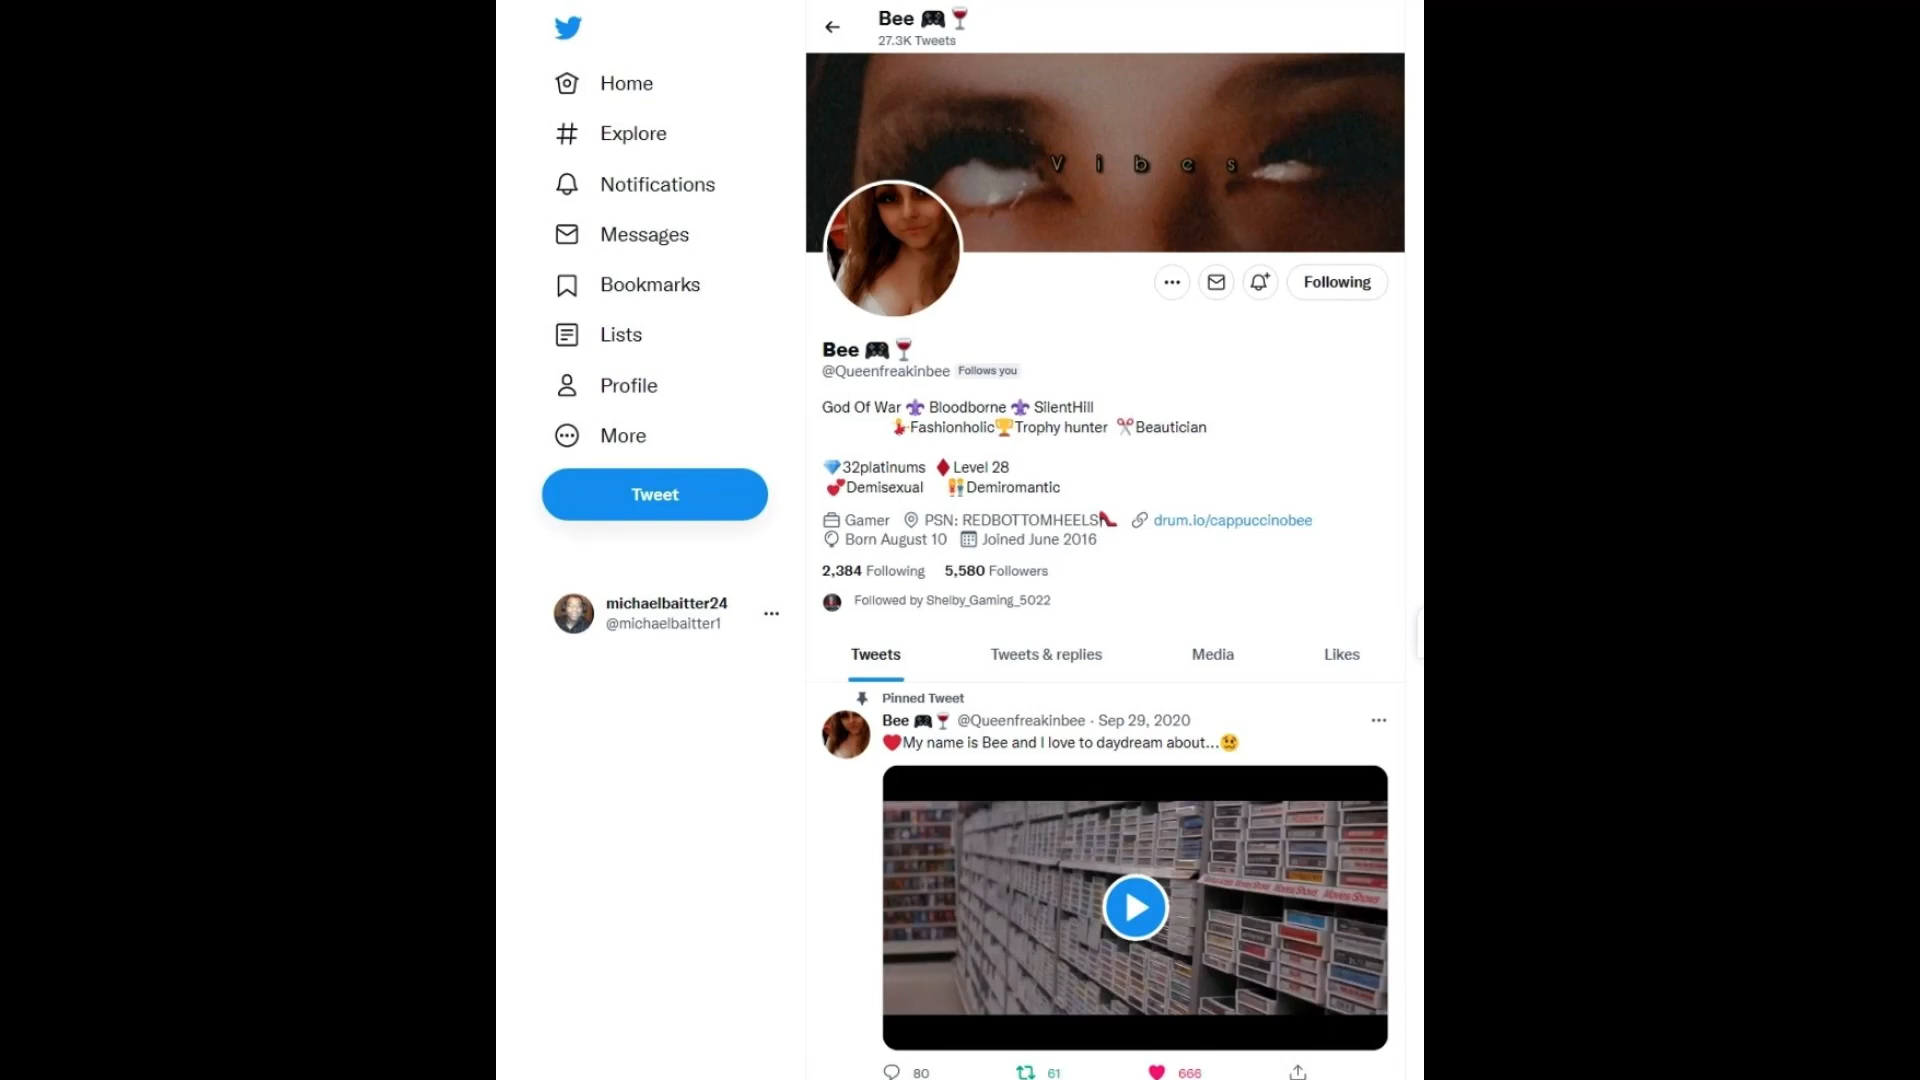 Bee 🎮🍷
27.3K Tweets
Home
Explore
Notifications
Messages
Bookmarks
Lists
Profile
More
Tweet
michaelbaitter24
@michaelbaitter1
V i b e s
Following
Bee 🎮🍷
@Queenfreakinbee Follows you
God Of War ⚜ Bloodborne ⚜ SilentHill
💃Fashionholic🏆Trophy hunter ✂Beautician
💎32platinums ♦Level 28
💕Demisexual 👫Demiromantic
Gamer PSN: REDBOTTOMHEELS👠 drum.io/cappuccinobee
Born August 10 Joined June 2016
2,384 Following 5,580 Followers
Followed by Shelby_Gaming_5022
Tweets Tweets & replies Media Likes
Pinned Tweet
Bee 🎮🍷 @Queenfreakinbee · Sep 29, 2020
❤My name is Bee and I love to daydream about...🥴
Movies/Shows Movies/Shows
80 61 666